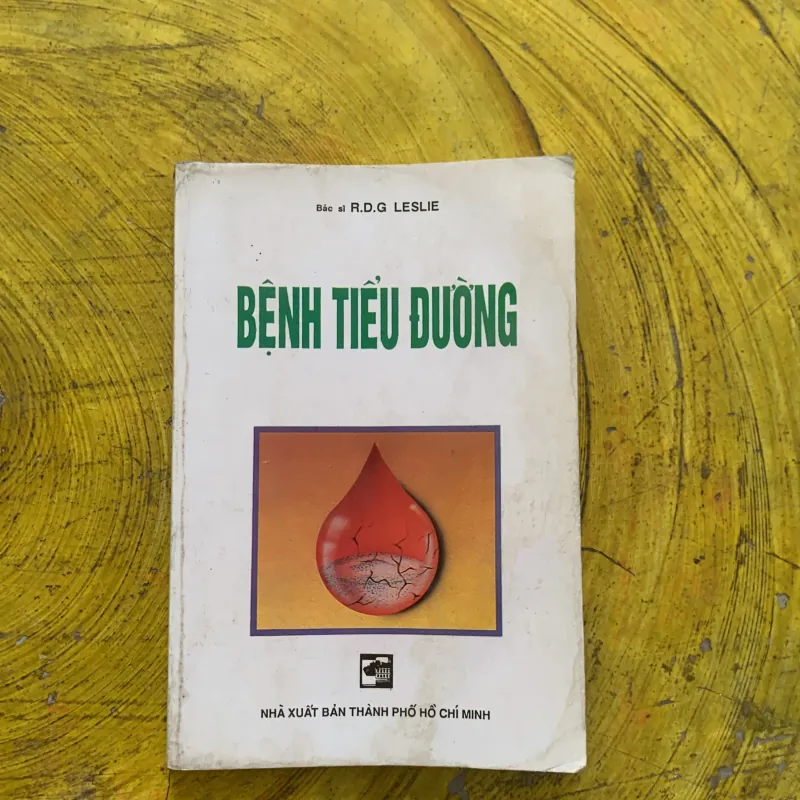 Bác sĩ R.D.G LESLIE
BỆNH TIỂU ĐƯỜNG
NHÀ XUẤT BẢN THÀNH PHỐ HỒ CHÍ MINH